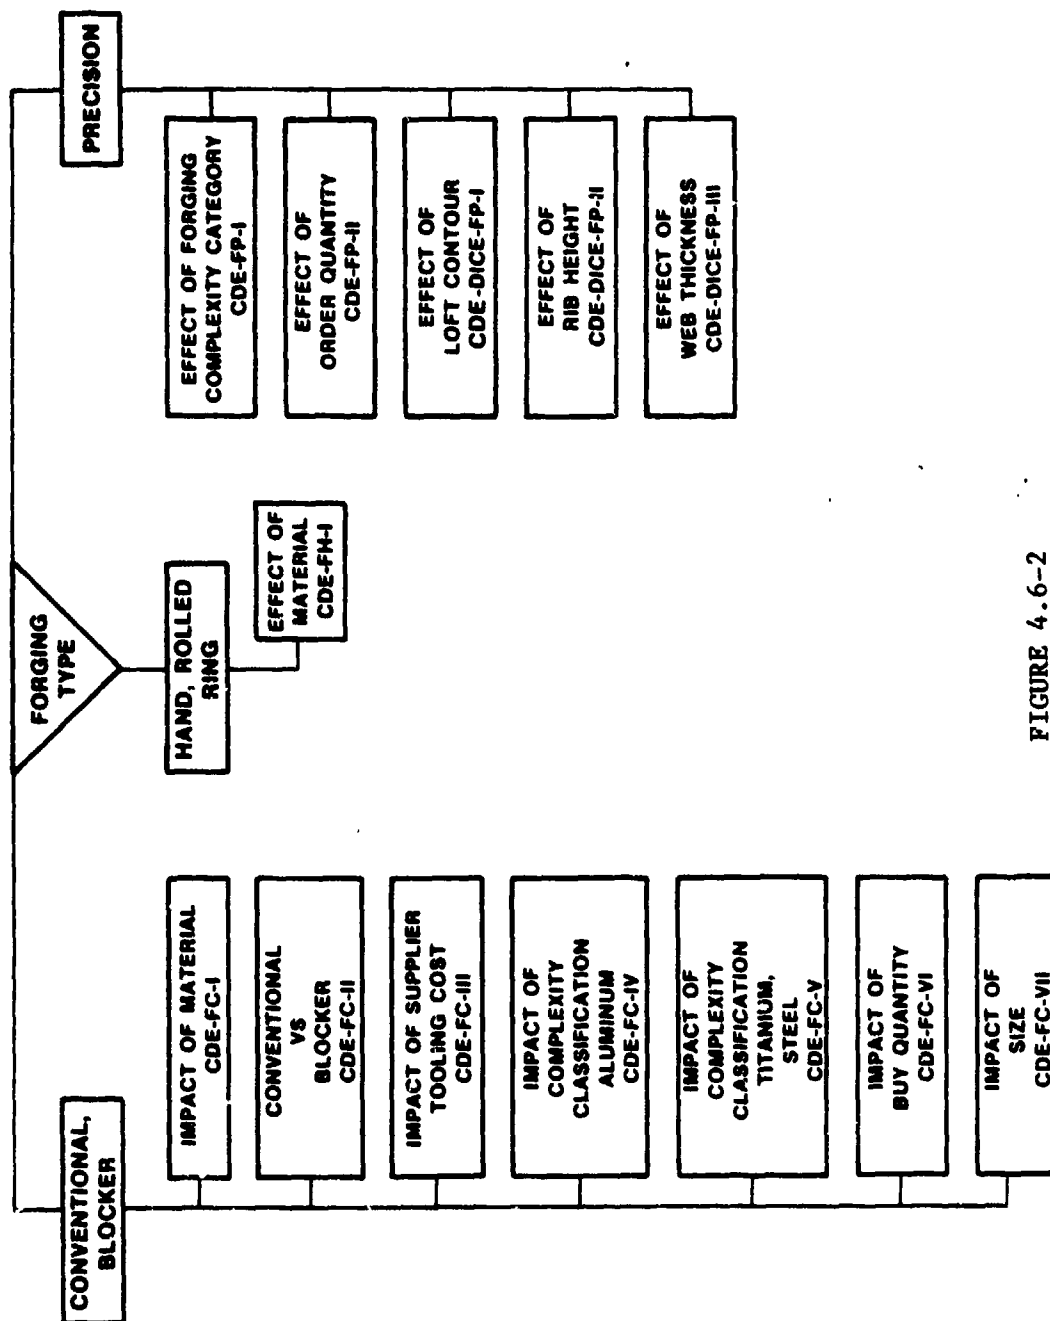 FORGING
TYPE
CONVENTIONAL,
BLOCKER
IMPACT OF MATERIAL
CDE-FC-I
CONVENTIONAL
VS
BLOCKER
CDE-FC-II
IMPACT OF SUPPLIER
TOOLING COST
CDE-FC-III
IMPACT OF
COMPLEXITY
CLASSIFICATION
ALUMINUM
CDE-FC-IV
IMPACT OF
COMPLEXITY
CLASSIFICATION
TITANIUM,
STEEL
CDE-FC-V
IMPACT OF
BUY QUANTITY
CDE-FC-VI
IMPACT OF
SIZE
CDE-FC-VII
HAND, ROLLED
RING
EFFECT OF
MATERIAL
CDE-FH-I
PRECISION
EFFECT OF FORGING
COMPLEXITY CATEGORY
CDE-FP-I
EFFECT OF
ORDER QUANTITY
CDE-FP-II
EFFECT OF
LOFT CONTOUR
CDE-DICE-FP-I
EFFECT OF
RIB HEIGHT
CDE-DICE-FP-II
EFFECT OF
WEB THICKNESS
CDE-DICE-FP-III
FIGURE 4.6-2